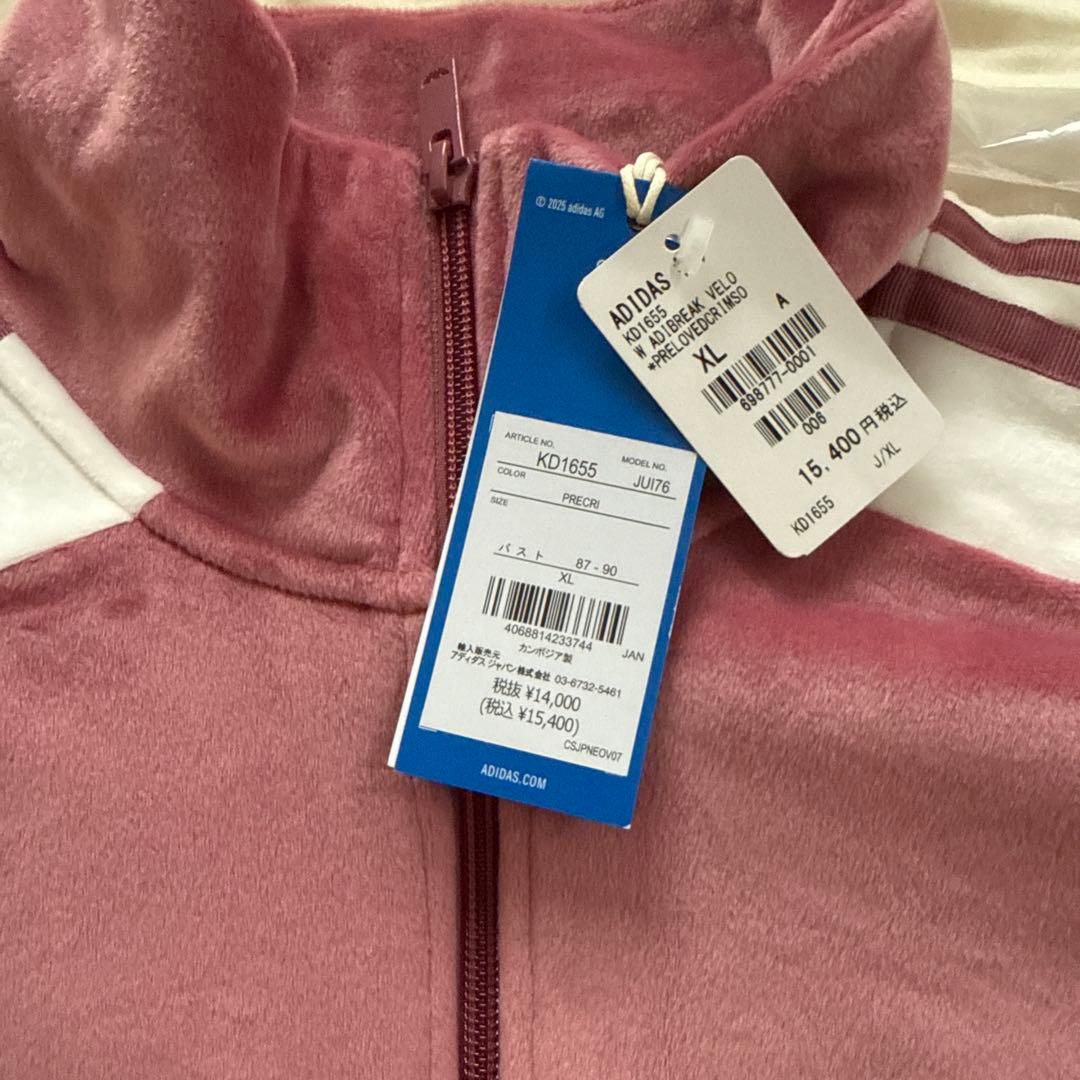 © 2025 adidas AG
ARTICLE NO.
KD1655
MODEL NO.
JUI76
COLOR
PRECRI
SIZE
バスト 87 - 90
XL
4068814233744 JAN
輸入販売元 カンボジア製
アディダス ジャパン株式会社 03-6732-5461
税抜 ¥14,000
(税込 ¥15,400)
CSJPNEOV07
ADIDAS.COM
ADIDAS
KD1655
W ADIBREAK VELO
*PRELOVEDCRIMSO
XL A
698777-0001
006
15,400円税込
J/XL
KD1655